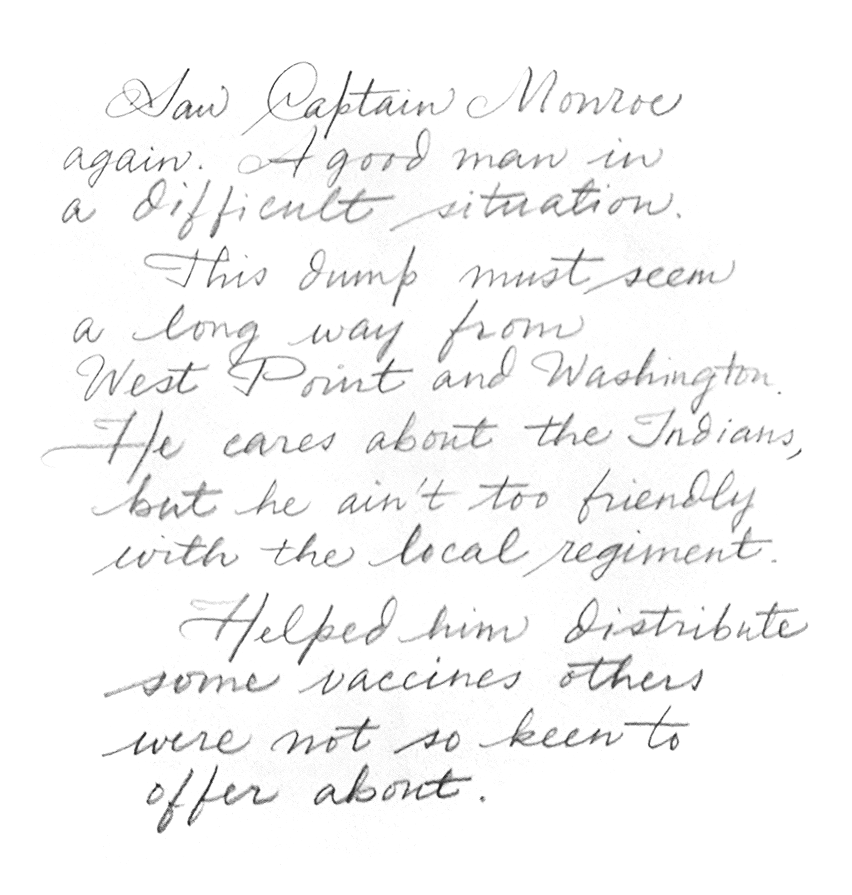 Saw Captain Monroe
again. A good man in
a difficult situation.
This dump must seem
a long way from
West Point and Washington.
He cares about the Indians,
but he ain't too friendly
with the local regiment.
Helped him distribute
some vaccines others
were not so keen to
offer about.